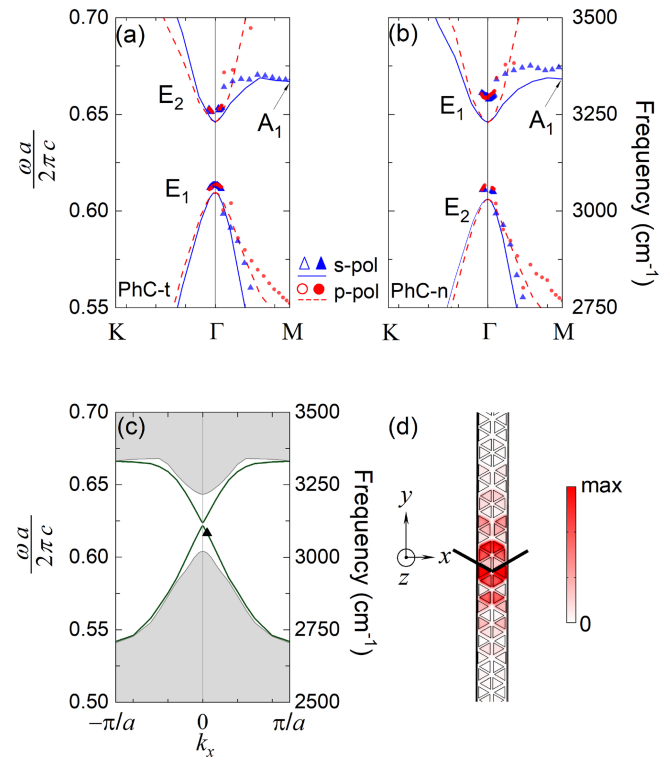 (a)
0.70
0.65
0.60
0.55
ωa
2πc
E2
E1
A1
PhC-t
K
Γ
M
s-pol
p-pol
(b)
E1
E2
A1
PhC-n
K
Γ
M
3500
3250
3000
2750
Frequency (cm-1)
(c)
0.70
0.65
0.60
0.55
0.50
ωa
2πc
−π/a
0
π/a
kx
3500
3250
3000
2750
2500
Frequency (cm-1)
(d)
y
x
z
max
0